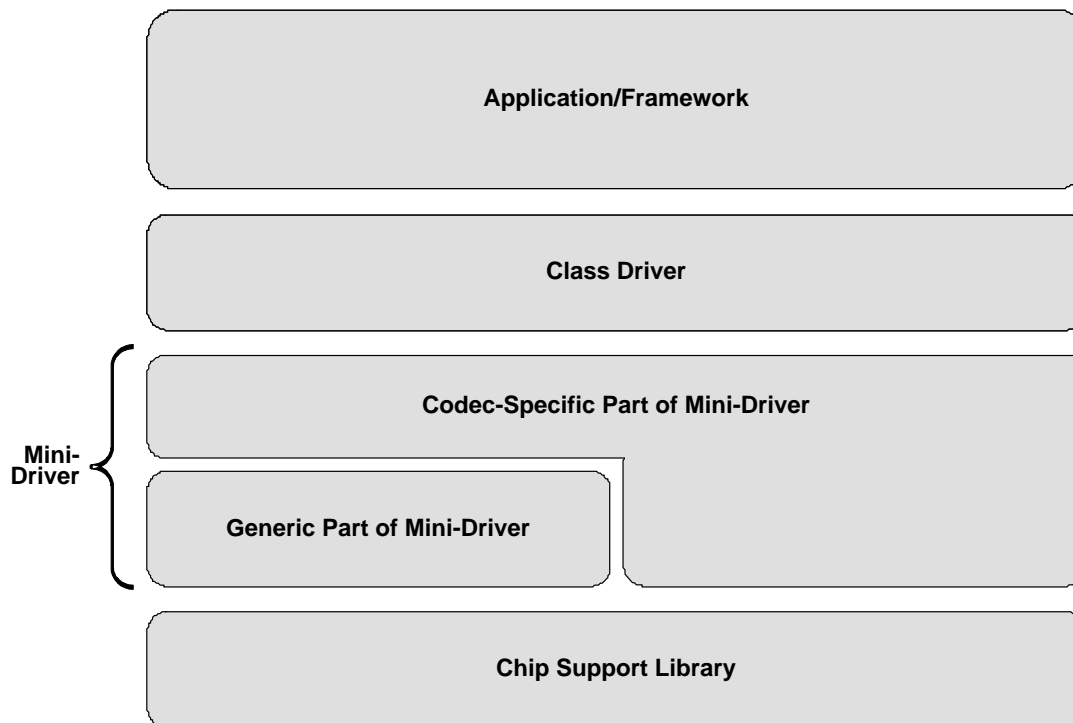 Application/Framework
Class Driver
Codec-Specific Part of Mini-Driver
Mini-
Driver
Generic Part of Mini-Driver
Chip Support Library